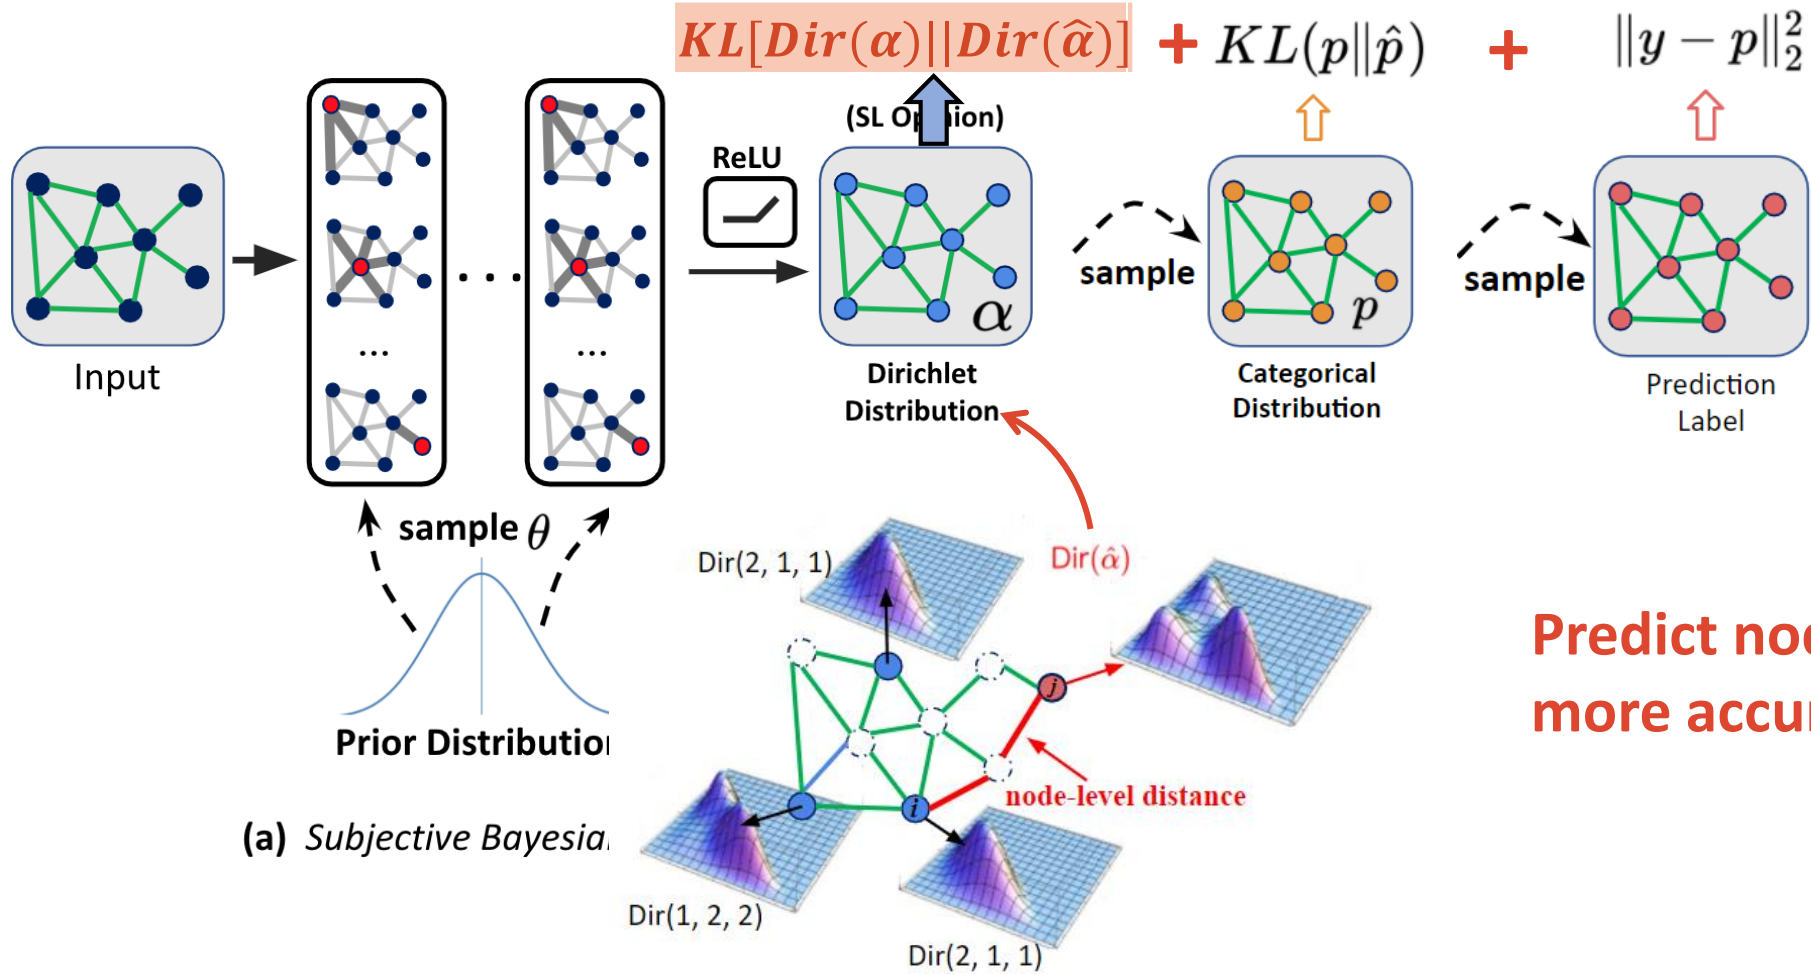 KL[Dir(α)||Dir(α̂)] + KL(p||p̂) + ||y − p||₂²
(SL Opinion)
ReLU
α
sample
p
sample
Input
...
...
...
Dirichlet
Distribution
Categorical
Distribution
Prediction
Label
sample θ
Dir(2, 1, 1)
Dir(α̂)
Predict no
more accu
j
Prior Distribution
node-level distance
i
(a) Subjective Bayesia
Dir(1, 2, 2)
Dir(2, 1, 1)